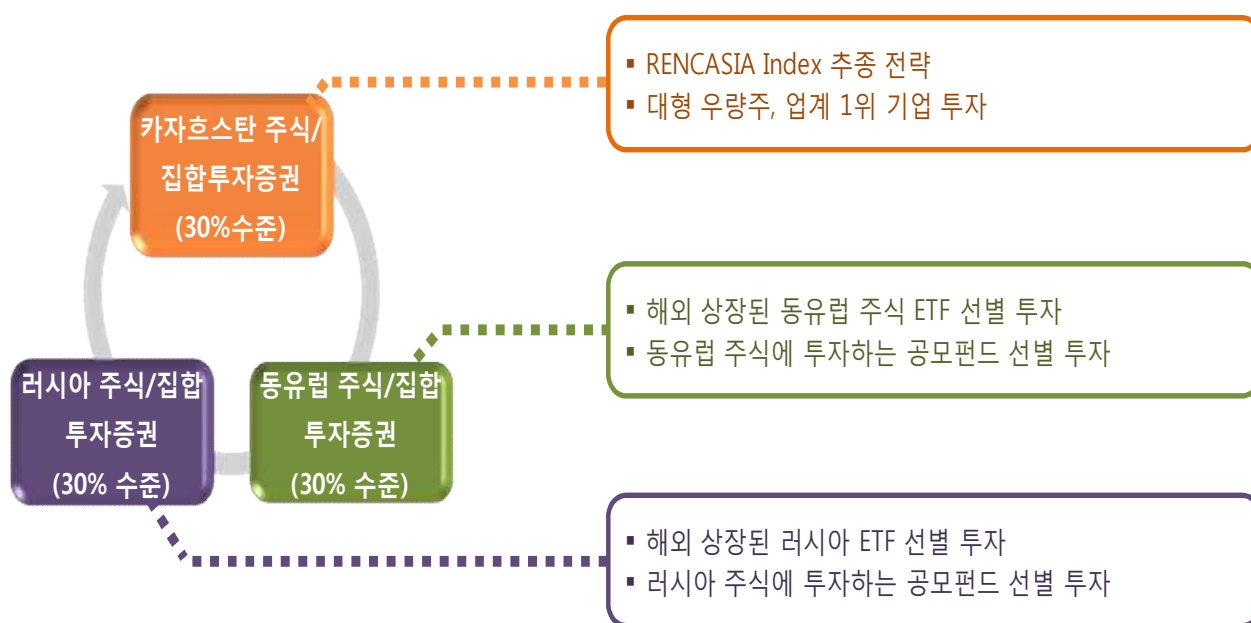 카자흐스탄 주식/
집합투자증권
(30%수준)
▪ RENCASIA Index 추종 전략
▪ 대형 우량주, 업계 1위 기업 투자
동유럽 주식/집합
투자증권
(30% 수준)
▪ 해외 상장된 동유럽 주식 ETF 선별 투자
▪ 동유럽 주식에 투자하는 공모펀드 선별 투자
러시아 주식/집합
투자증권
(30% 수준)
▪ 해외 상장된 러시아 ETF 선별 투자
▪ 러시아 주식에 투자하는 공모펀드 선별 투자